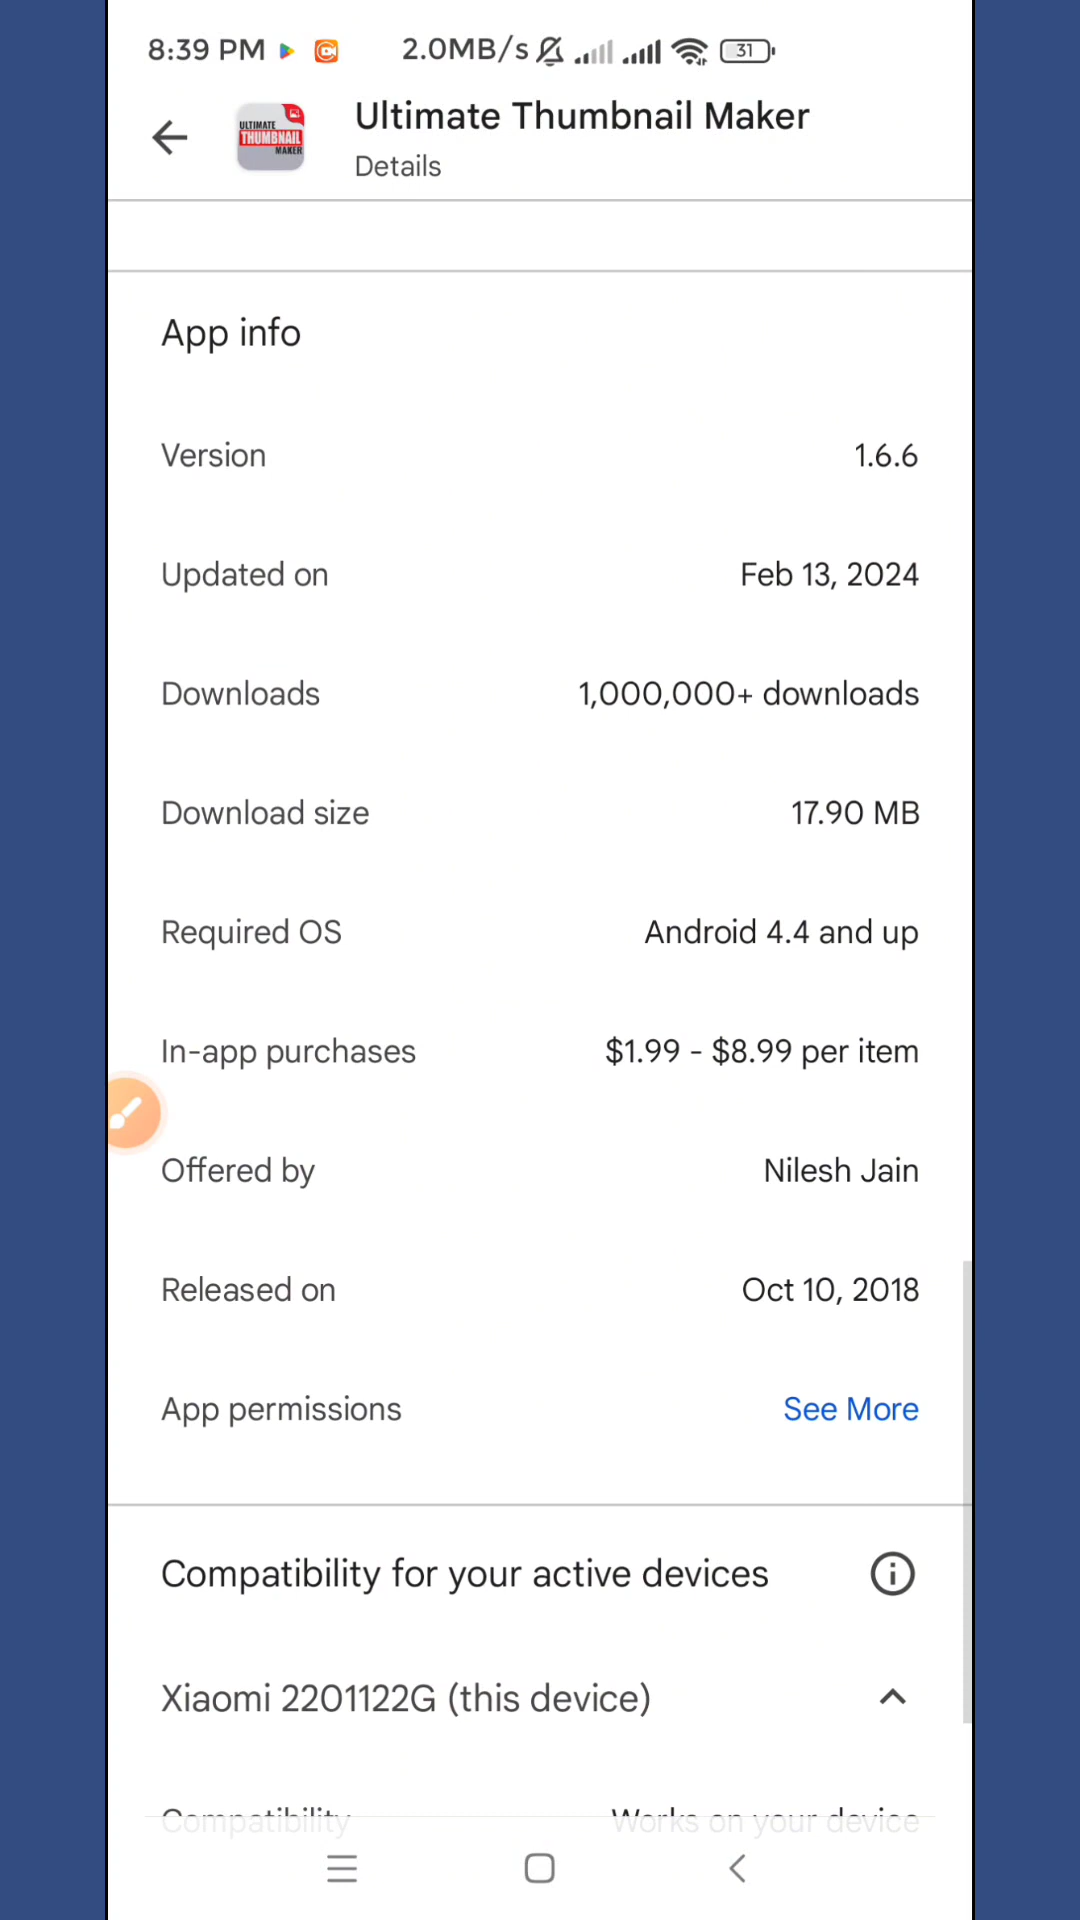 8:39 PM 2.0MB/s 31
Ultimate Thumbnail Maker
ULTIMATE
THUMBNAIL
MAKER
Details
App info
Version 1.6.6
Updated on Feb 13, 2024
Downloads 1,000,000+ downloads
Download size 17.90 MB
Required OS Android 4.4 and up
In-app purchases $1.99 - $8.99 per item
Offered by Nilesh Jain
Released on Oct 10, 2018
App permissions See More
Compatibility for your active devices
Xiaomi 2201122G (this device)
Compatibility Works on your device